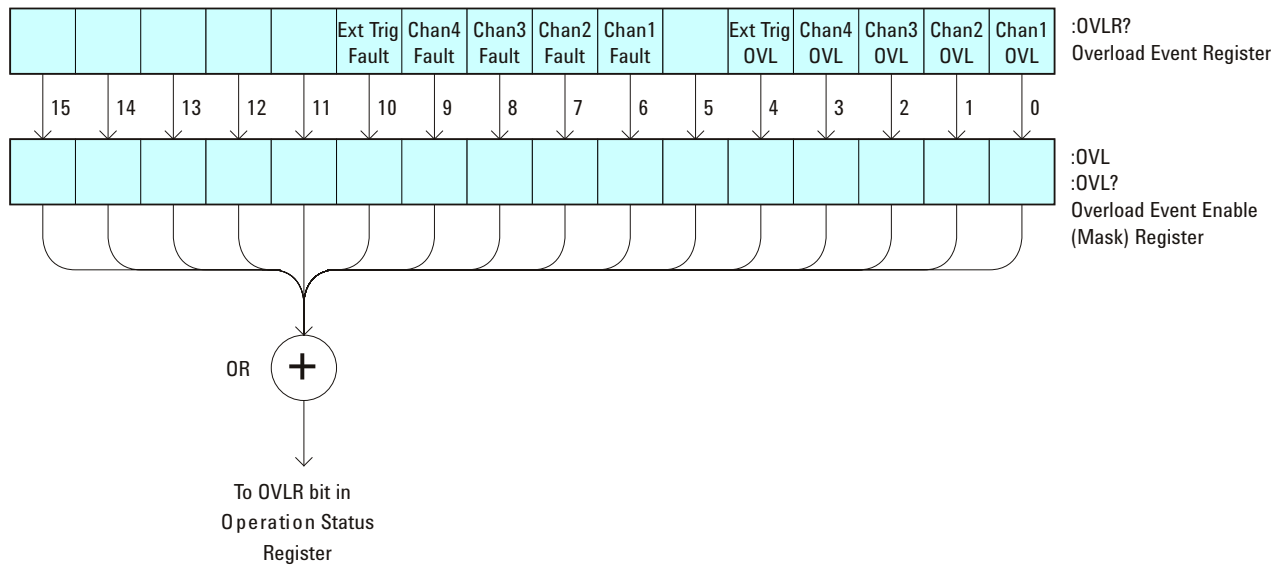 Ext Trig Fault Chan4 Fault Chan3 Fault Chan2 Fault Chan1 Fault Ext Trig OVL Chan4 OVL Chan3 OVL Chan2 OVL Chan1 OVL
:OVLR?
Overload Event Register
15 14 13 12 11 10 9 8 7 6 5 4 3 2 1 0
:OVL
:OVL?
Overload Event Enable
(Mask) Register
OR +
To OVLR bit in
Operation Status
Register